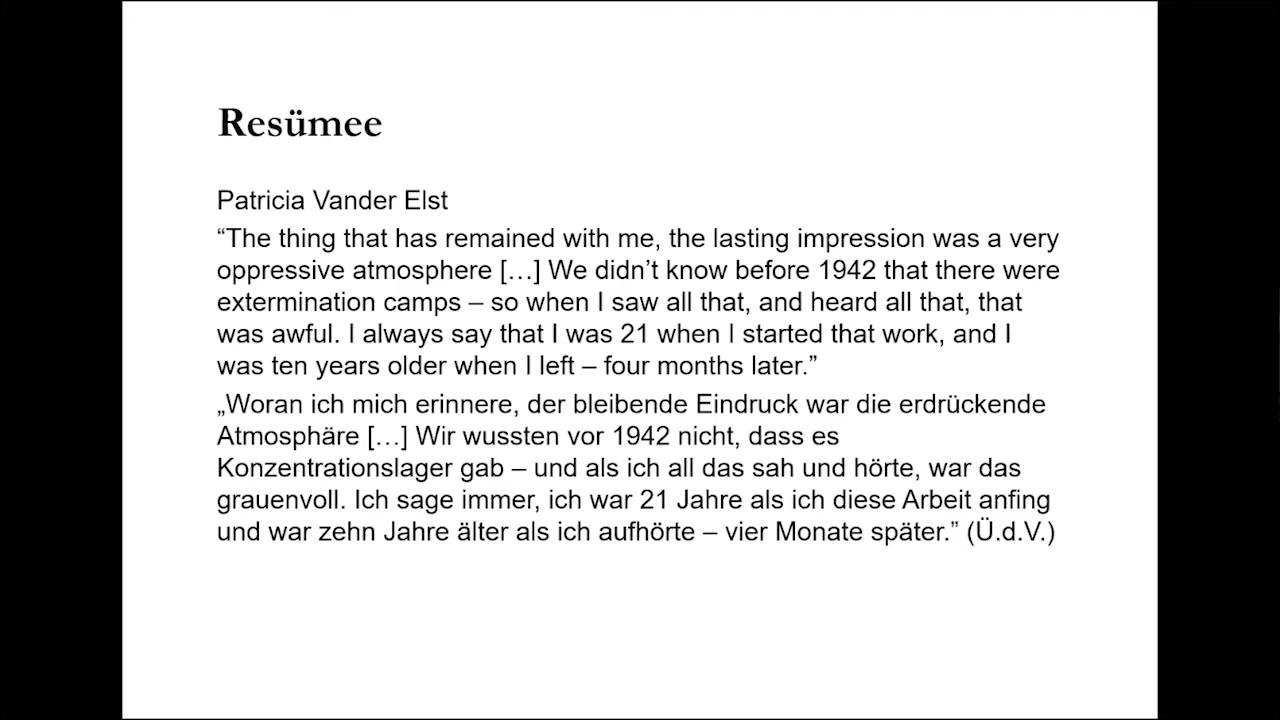 Resümee
Patricia Vander Elst
“The thing that has remained with me, the lasting impression was a very
oppressive atmosphere […] We didn’t know before 1942 that there were
extermination camps – so when I saw all that, and heard all that, that
was awful. I always say that I was 21 when I started that work, and I
was ten years older when I left – four months later.”
„Woran ich mich erinnere, der bleibende Eindruck war die erdrückende
Atmosphäre […] Wir wussten vor 1942 nicht, dass es
Konzentrationslager gab – und als ich all das sah und hörte, war das
grauenvoll. Ich sage immer, ich war 21 Jahre als ich diese Arbeit anfing
und war zehn Jahre älter als ich aufhörte – vier Monate später.” (Ü.d.V.)